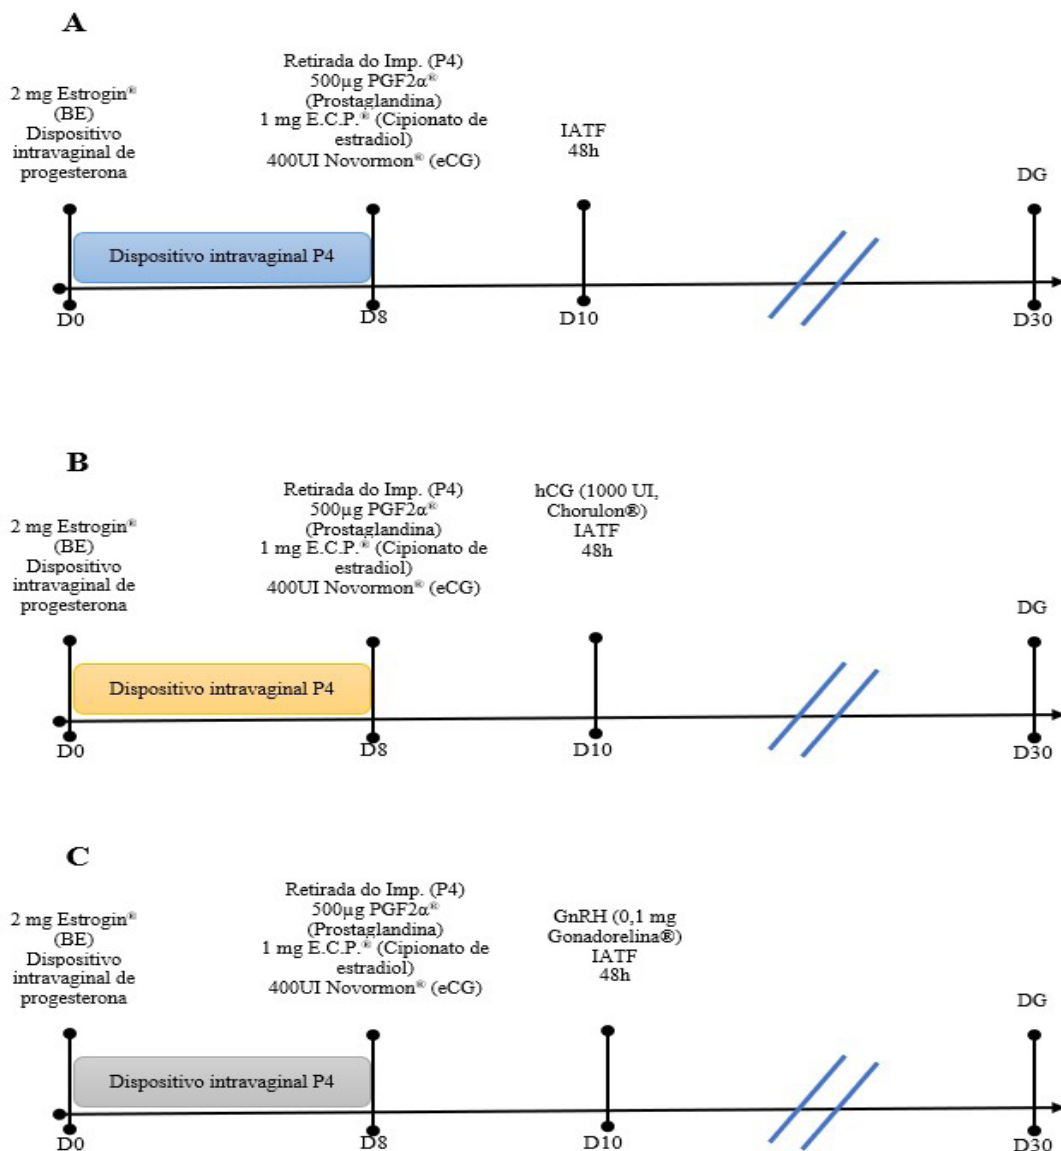 A
2 mg Estrogin®
(BE)
Dispositivo
intravaginal de
progesterona
Retirada do Imp. (P4)
500µg PGF2α®
(Prostaglandina)
1 mg E.C.P.® (Cipionato de
estradiol)
400UI Novormon® (eCG)
IATF
48h
DG
Dispositivo intravaginal P4
D0
D8
D10
D30
B
2 mg Estrogin®
(BE)
Dispositivo
intravaginal de
progesterona
Retirada do Imp. (P4)
500µg PGF2α®
(Prostaglandina)
1 mg E.C.P.® (Cipionato de
estradiol)
400UI Novormon® (eCG)
hCG (1000 UI,
Chorulon®)
IATF
48h
DG
Dispositivo intravaginal P4
D0
D8
D10
D30
C
2 mg Estrogin®
(BE)
Dispositivo
intravaginal de
progesterona
Retirada do Imp. (P4)
500µg PGF2α®
(Prostaglandina)
1 mg E.C.P.® (Cipionato de
estradiol)
400UI Novormon® (eCG)
GnRH (0,1 mg
Gonadorelina®)
IATF
48h
DG
Dispositivo intravaginal P4
D0
D8
D10
D30